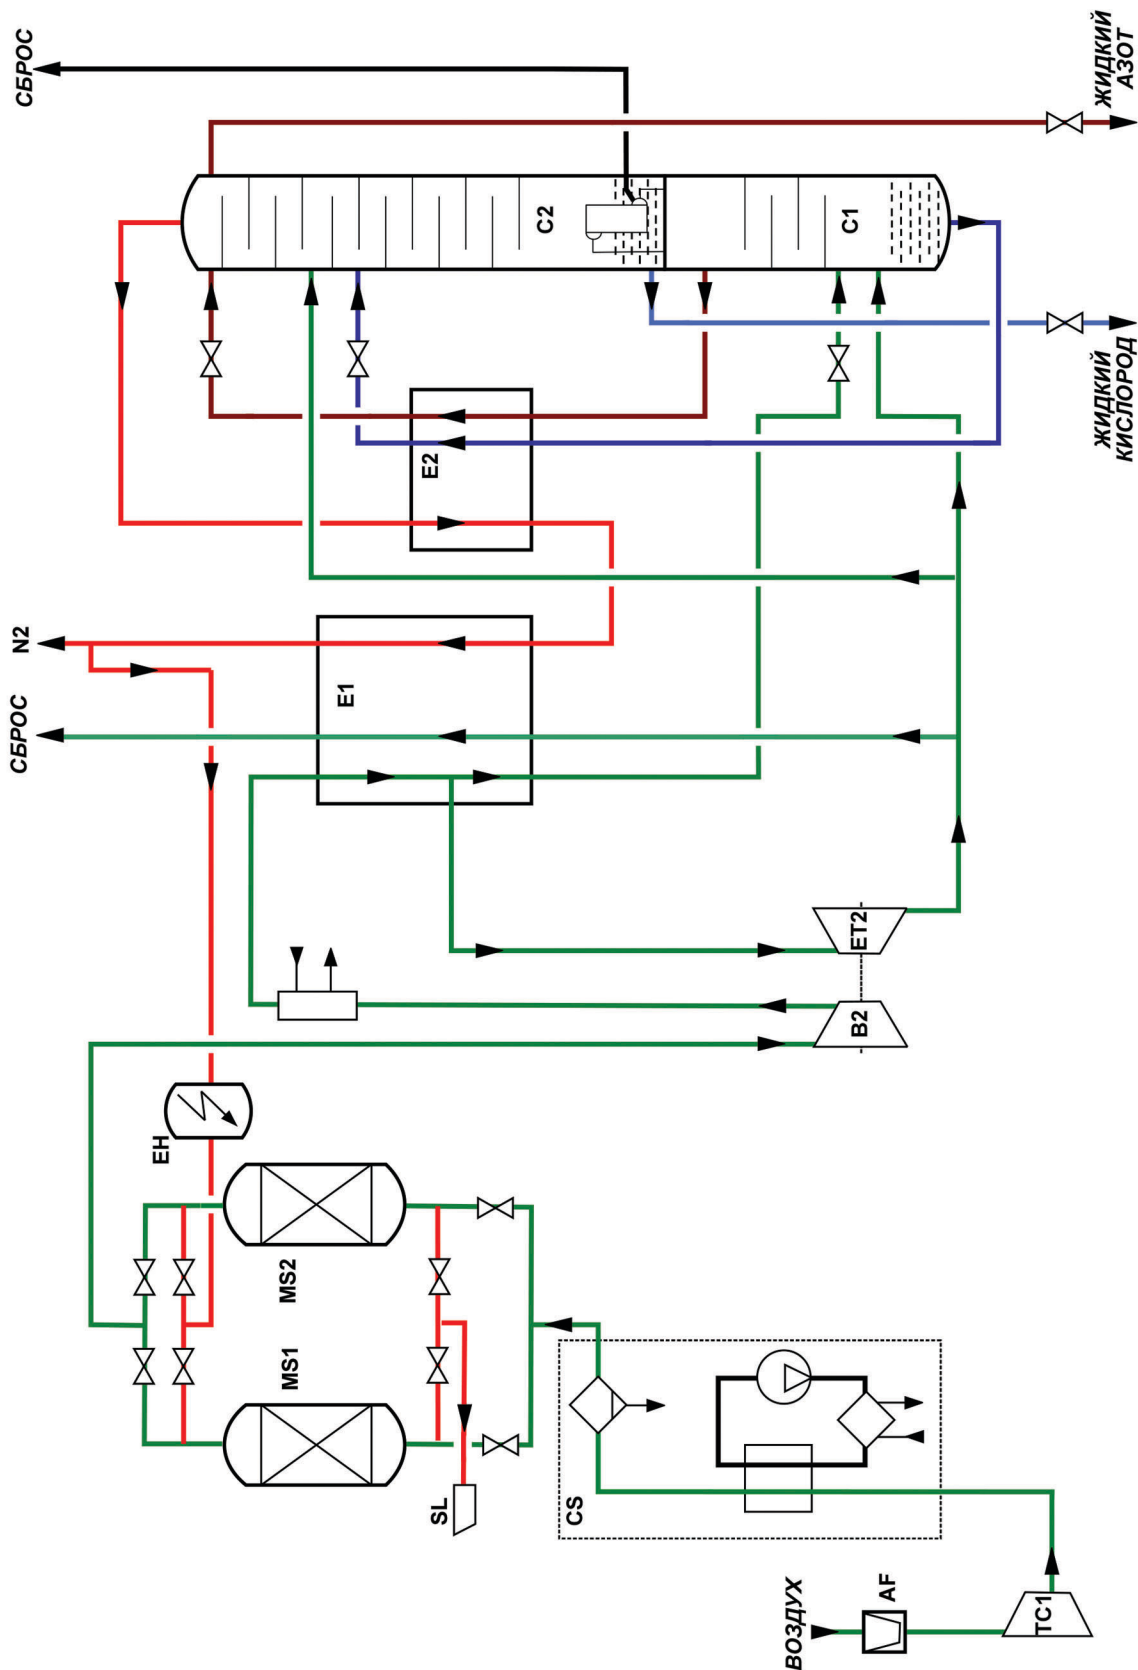 ВОЗДУХ
AF
TC1
CS
SL
MS1
MS2
EH
B2
ET2
СБРОС
N2
E1
E2
СБРОС
C2
C1
ЖИДКИЙ
КИСЛОРОД
ЖИДКИЙ
АЗОТ